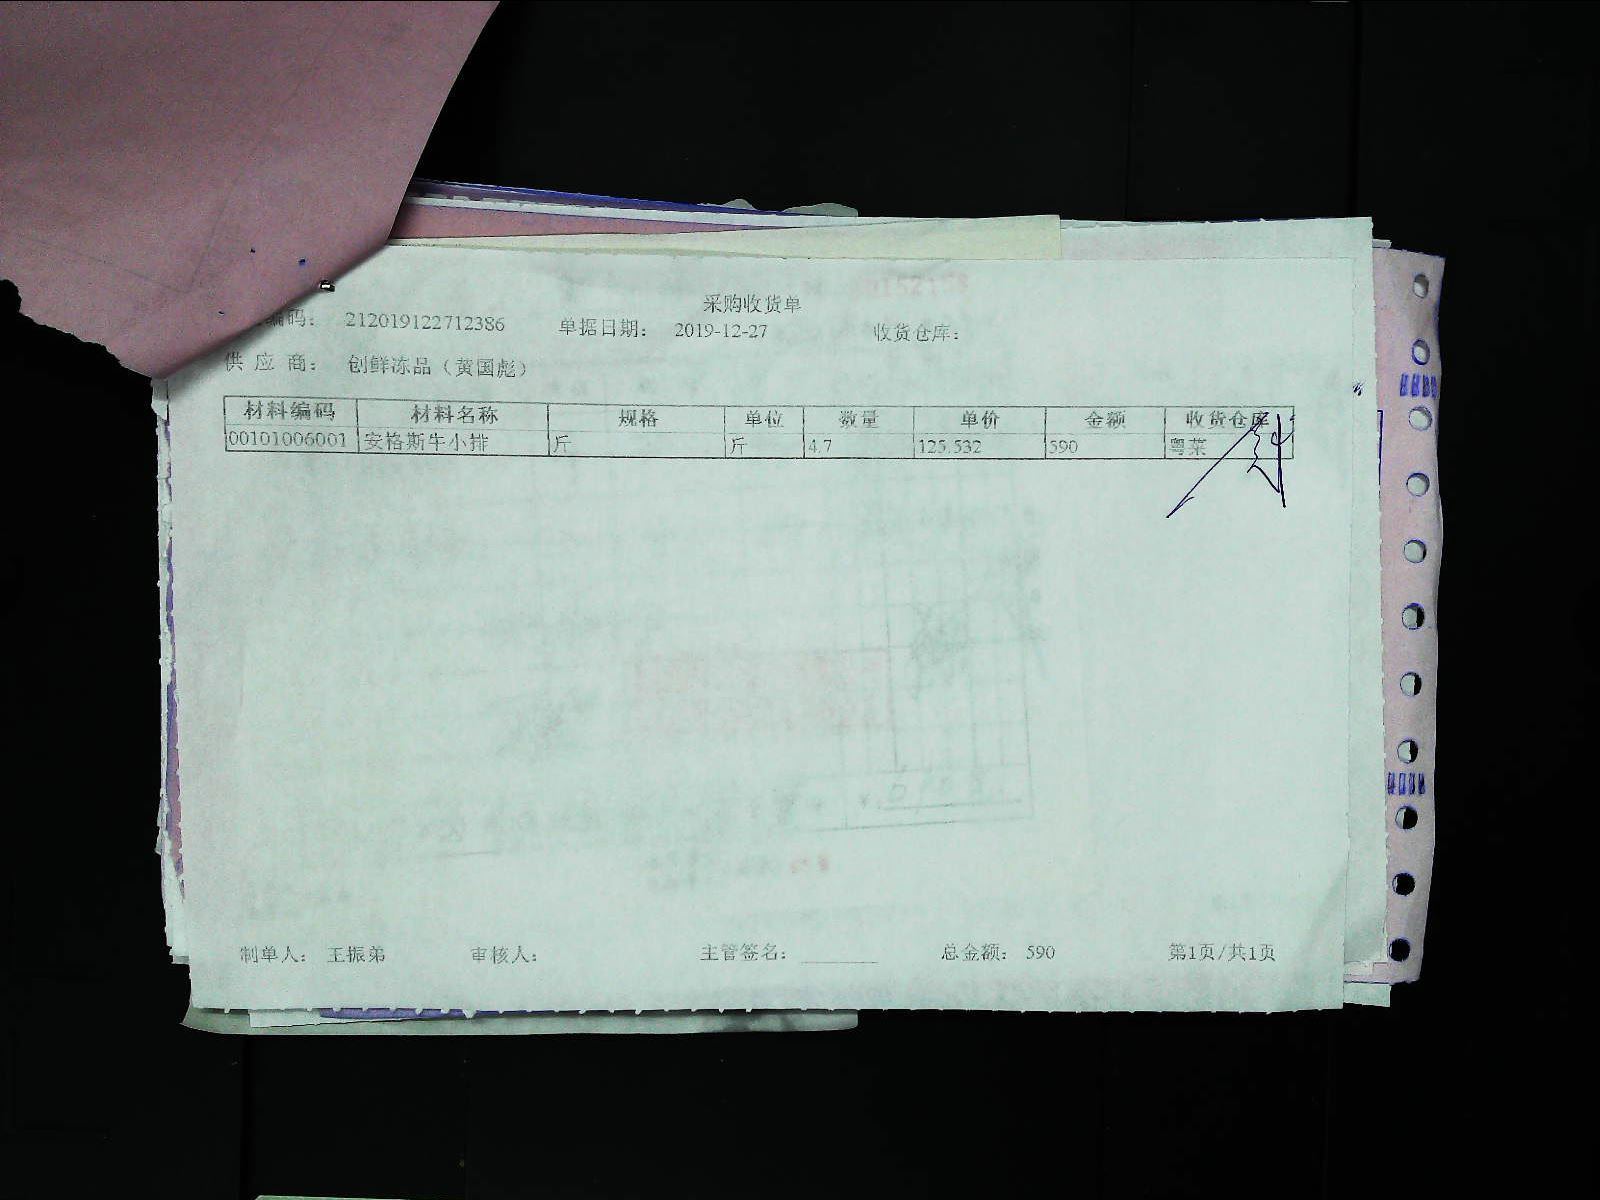 采购收货单
编码： 212019122712386 单据日期： 2019-12-27 收货仓库：
供 应 商： 创鲜冻品（黄国彪）
材料编码 材料名称 规格 单位 数量 单价 金额 收货仓库
00101006001 安格斯牛小排 斤 斤 4.7 125.532 590 粤菜
制单人： 王振弟 审核人： 主管签名： 总金额： 590 第1页/共1页